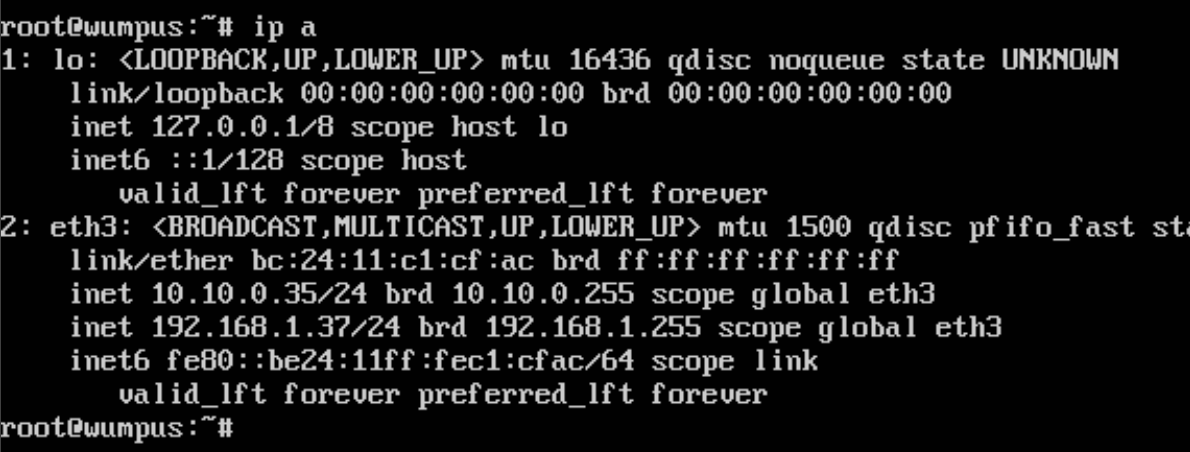 root@wumpus:~# ip a
1: lo: <LOOPBACK,UP,LOWER_UP> mtu 16436 qdisc noqueue state UNKNOWN
    link/loopback 00:00:00:00:00:00 brd 00:00:00:00:00:00
    inet 127.0.0.1/8 scope host lo
    inet6 ::1/128 scope host
       valid_lft forever preferred_lft forever
2: eth3: <BROADCAST,MULTICAST,UP,LOWER_UP> mtu 1500 qdisc pfifo_fast sta
    link/ether bc:24:11:c1:cf:ac brd ff:ff:ff:ff:ff:ff
    inet 10.10.0.35/24 brd 10.10.0.255 scope global eth3
    inet 192.168.1.37/24 brd 192.168.1.255 scope global eth3
    inet6 fe80::be24:11ff:fec1:cfac/64 scope link
       valid_lft forever preferred_lft forever
root@wumpus:~#